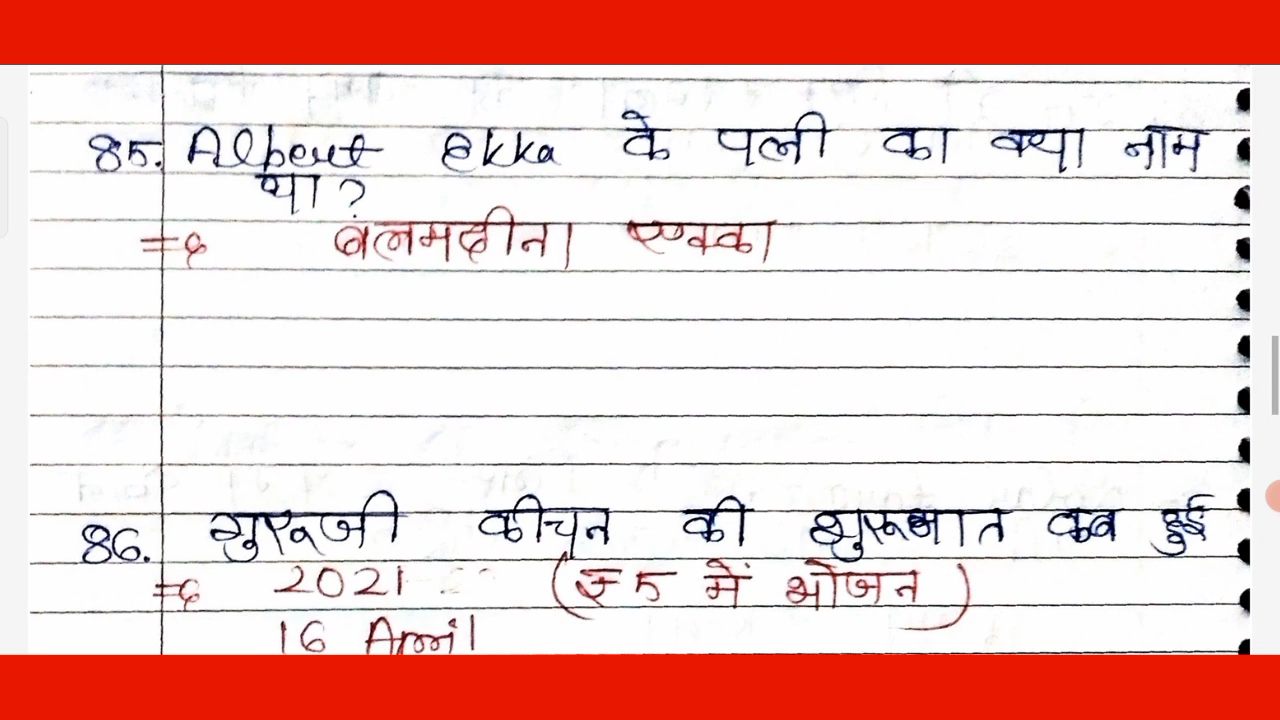 85. Albert Ekka के पत्नी का क्या नाम
था?
=> बलमदीना एक्का
86. गुरूजी कीचन की शुरूआत कब हुई
=> 2021 (₹5 में भोजन)
16 April